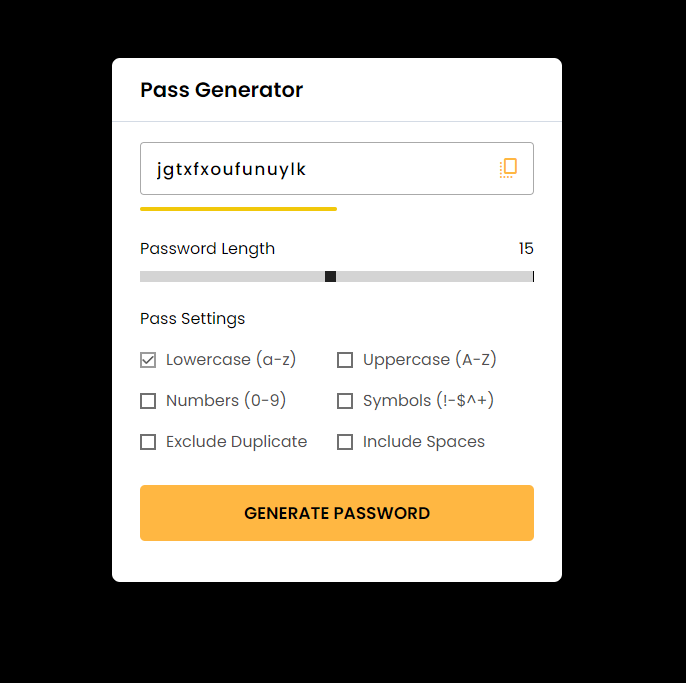 Pass Generator
jgtxfxoufunuylk
Password Length 15
Pass Settings
Lowercase (a-z) Uppercase (A-Z)
Numbers (0-9) Symbols (!-$^+)
Exclude Duplicate Include Spaces
GENERATE PASSWORD